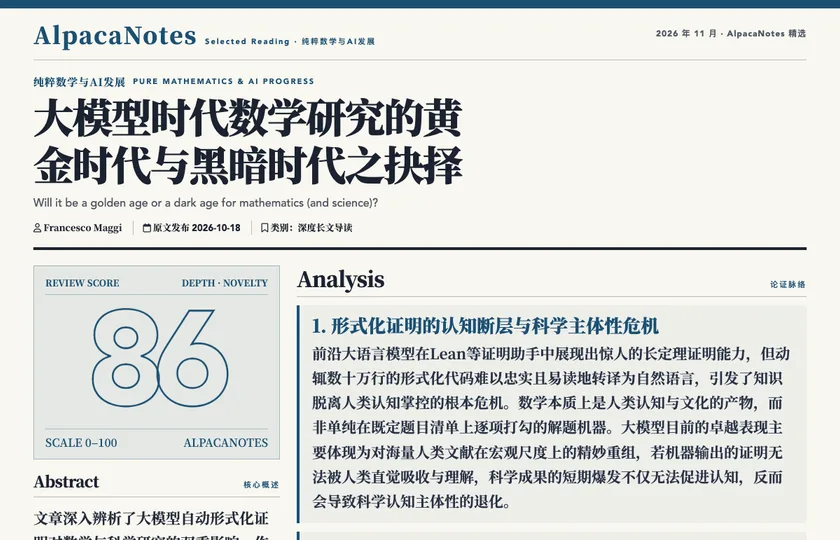 AlpacaNotes Selected Reading · 纯粹数学与AI发展
2026 年 11 月 · AlpacaNotes 精选
纯粹数学与AI发展 PURE MATHEMATICS & AI PROGRESS
大模型时代数学研究的黄
金时代与黑暗时代之抉择
Will it be a golden age or a dark age for mathematics (and science)?
Francesco Maggi 原文发布 2026-10-18 类别：深度长文导读
REVIEW SCORE DEPTH · NOVELTY
86
SCALE 0–100 ALPACANOTES
Abstract 核心概述
文章深入辨析了大模型自动形式化证
Analysis 论证脉络
1. 形式化证明的认知断层与科学主体性危机
前沿大语言模型在Lean等证明助手中展现出惊人的长定理证明能力，但动
辄数十万行的形式化代码难以忠实且易读地转译为自然语言，引发了知识
脱离人类认知掌控的根本危机。数学本质上是人类认知与文化的产物，而
非单纯在既定题目清单上逐项打勾的解题机器。大模型目前的卓越表现主
要体现为对海量人类文献在宏观尺度上的精妙重组，若机器输出的证明无
法被人类直觉吸收与理解，科学成果的短期爆发不仅无法促进认知，反而
会导致科学认知主体性的退化。